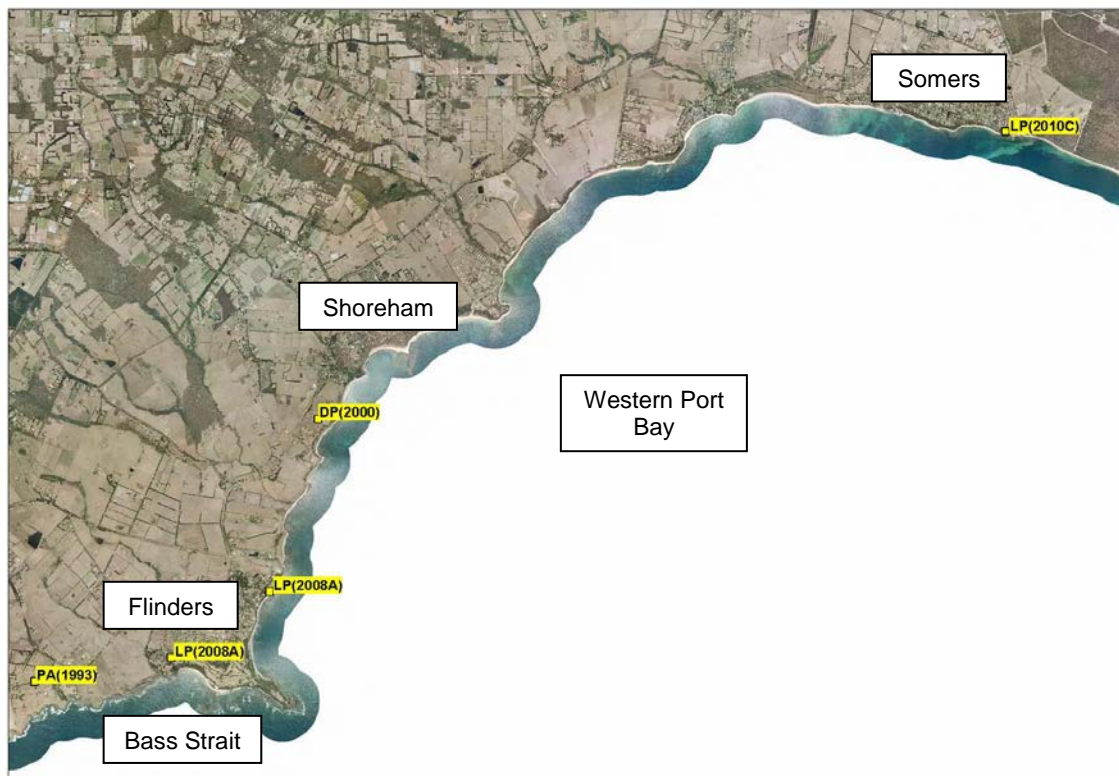 Somers
LP(2010C)
Shoreham
Western Port
Bay
DP(2000)
LP(2008A)
Flinders
LP(2008A)
PA(1993)
Bass Strait